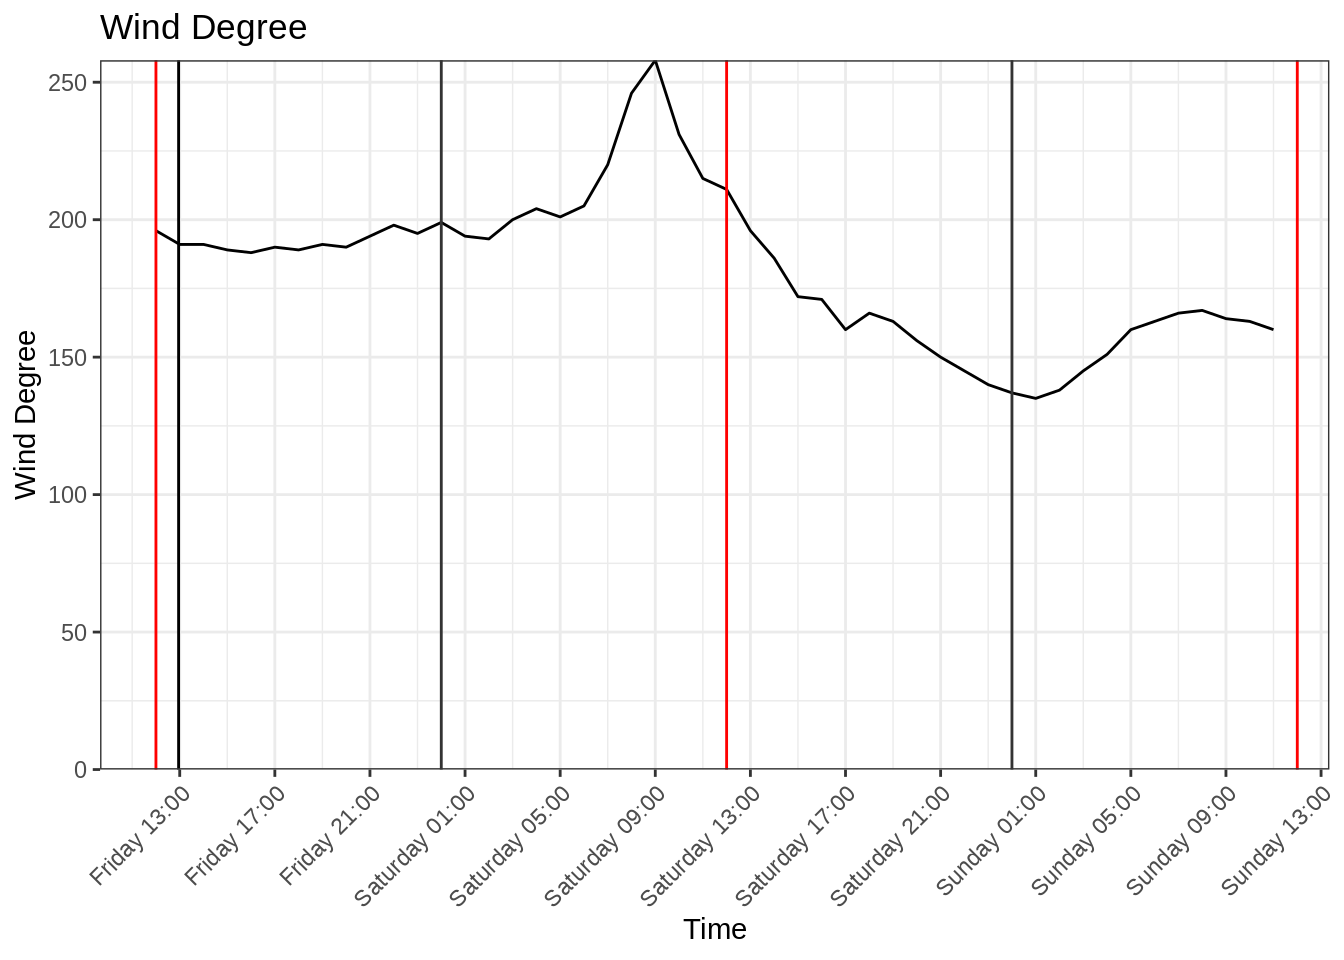 Wind Degree
Wind Degree
250
200
150
100
50
0
Friday 13:00
Friday 17:00
Friday 21:00
Saturday 01:00
Saturday 05:00
Saturday 09:00
Saturday 13:00
Saturday 17:00
Saturday 21:00
Sunday 01:00
Sunday 05:00
Sunday 09:00
Sunday 13:00
Time